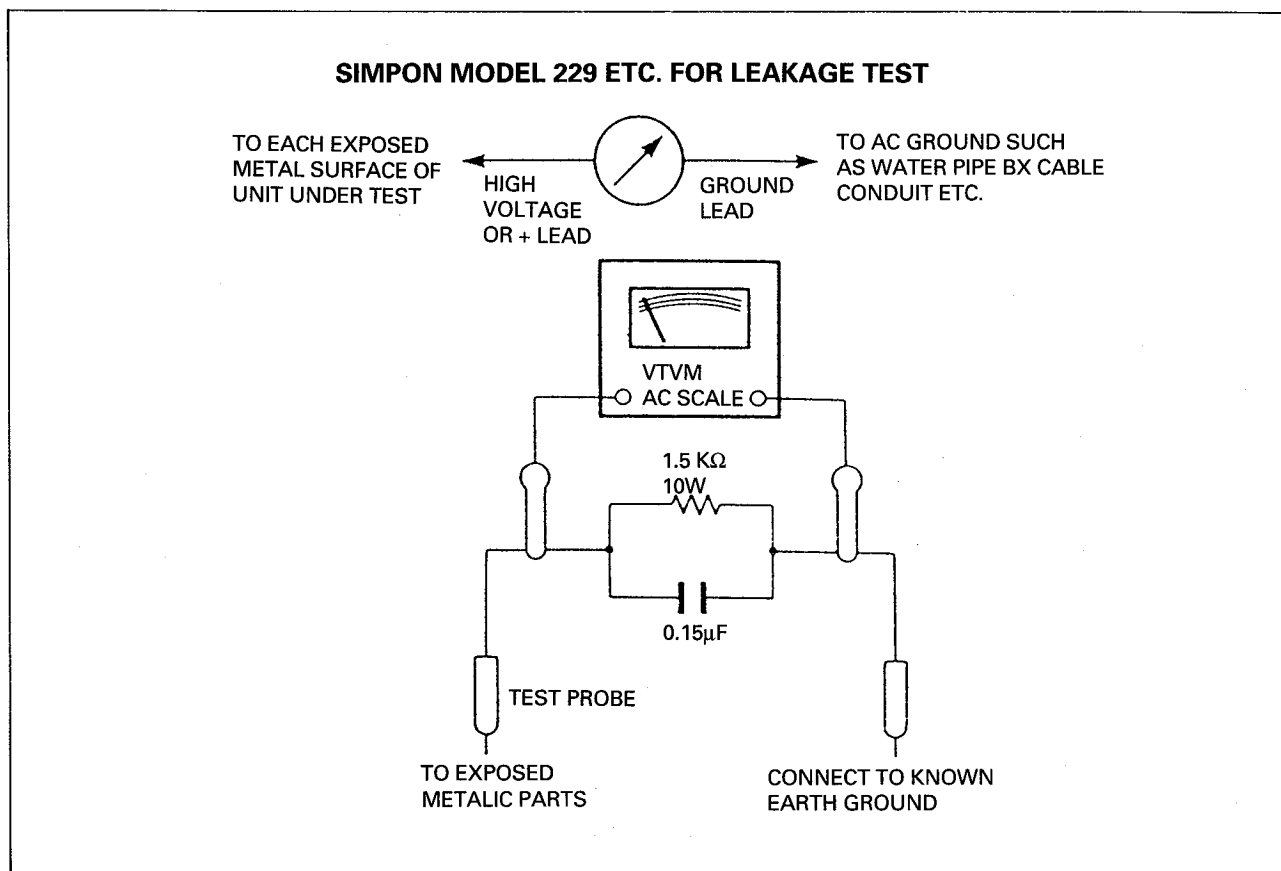 SIMPON MODEL 229 ETC. FOR LEAKAGE TEST
TO EACH EXPOSED
METAL SURFACE OF
UNIT UNDER TEST
HIGH
VOLTAGE
OR + LEAD
GROUND
LEAD
TO AC GROUND SUCH
AS WATER PIPE BX CABLE
CONDUIT ETC.
VTVM
AC SCALE
1.5 KΩ
10W
0.15µF
TEST PROBE
TO EXPOSED
METALIC PARTS
CONNECT TO KNOWN
EARTH GROUND